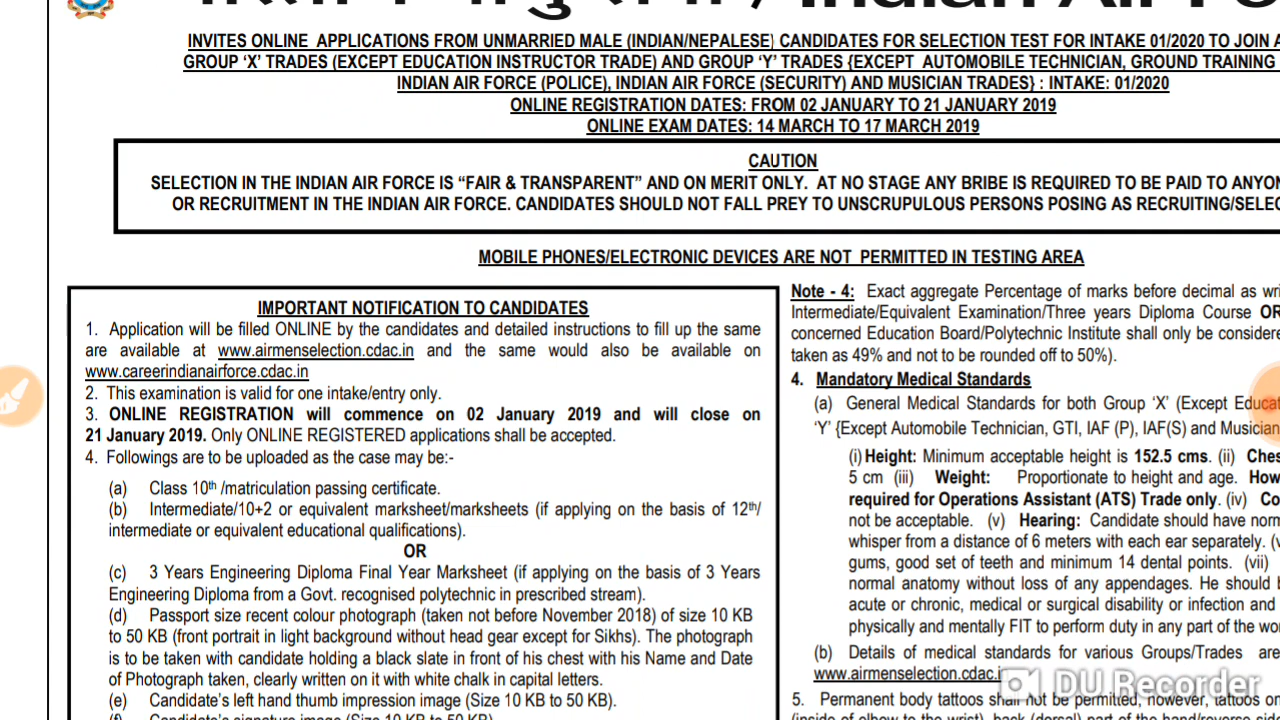 INVITES ONLINE APPLICATIONS FROM UNMARRIED MALE (INDIAN/NEPALESE) CANDIDATES FOR SELECTION TEST FOR INTAKE 01/2020 TO JOIN
GROUP ‘X’ TRADES (EXCEPT EDUCATION INSTRUCTOR TRADE) AND GROUP ‘Y’ TRADES {EXCEPT AUTOMOBILE TECHNICIAN, GROUND TRAINING
INDIAN AIR FORCE (POLICE), INDIAN AIR FORCE (SECURITY) AND MUSICIAN TRADES} : INTAKE: 01/2020
ONLINE REGISTRATION DATES: FROM 02 JANUARY TO 21 JANUARY 2019
ONLINE EXAM DATES: 14 MARCH TO 17 MARCH 2019
CAUTION
SELECTION IN THE INDIAN AIR FORCE IS “FAIR & TRANSPARENT” AND ON MERIT ONLY. AT NO STAGE ANY BRIBE IS REQUIRED TO BE PAID TO
OR RECRUITMENT IN THE INDIAN AIR FORCE. CANDIDATES SHOULD NOT FALL PREY TO UNSCRUPULOUS PERSONS POSING AS
MOBILE PHONES/ELECTRONIC DEVICES ARE NOT PERMITTED IN TESTING AREA
IMPORTANT NOTIFICATION TO CANDIDATES
1. Application will be filled ONLINE by the candidates and detailed instructions to fill up the same
are available at www.airmenselection.cdac.in and the same would also be available on
www.careerindianairforce.cdac.in
2. This examination is valid for one intake/entry only.
3. ONLINE REGISTRATION will commence on 02 January 2019 and will close on
21 January 2019. Only ONLINE REGISTERED applications shall be accepted.
4. Followings are to be uploaded as the case may be:-
(a) Class 10th /matriculation passing certificate.
(b) Intermediate/10+2 or equivalent marksheet/marksheets (if applying on the basis of 12th/
intermediate or equivalent educational qualifications).
OR
(c) 3 Years Engineering Diploma Final Year Marksheet (if applying on the basis of 3 Years
Engineering Diploma from a Govt. recognised polytechnic in prescribed stream).
(d) Passport size recent colour photograph (taken not before November 2018) of size 10 KB
to 50 KB (front portrait in light background without head gear except for Sikhs). The photograph
is to be taken with candidate holding a black slate in front of his chest with his Name and Date
of Photograph taken, clearly written on it with white chalk in capital letters.
(e) Candidate's left hand thumb impression image (Size 10 KB to 50 KB).
(f) Candidate's signature image (Size 10 KB to 50 KB).
Note - 4: Exact aggregate Percentage of marks before decimal as
Intermediate/Equivalent Examination/Three years Diploma Course OR
concerned Education Board/Polytechnic Institute shall only be
taken as 49% and not to be rounded off to 50%).
4. Mandatory Medical Standards
(a) General Medical Standards for both Group ‘X’ (Except
‘Y’ {Except Automobile Technician, GTI, IAF (P), IAF(S) and Musician
(i) Height: Minimum acceptable height is 152.5 cms. (ii)
5 cm (iii) Weight: Proportionate to height and age.
required for Operations Assistant (ATS) Trade only. (iv)
not be acceptable. (v) Hearing: Candidate should have
whisper from a distance of 6 meters with each ear separately.
gums, good set of teeth and minimum 14 dental points. (vii)
normal anatomy without loss of any appendages. He should
acute or chronic, medical or surgical disability or infection and
physically and mentally FIT to perform duty in any part of the
(b) Details of medical standards for various Groups/Trades are
www.airmenselection.cdac.i
DU Recorder
5. Permanent body tattoos shall not be permitted, however, tattoos
(inside of elbow to the wrist), back (dorsal) part of the